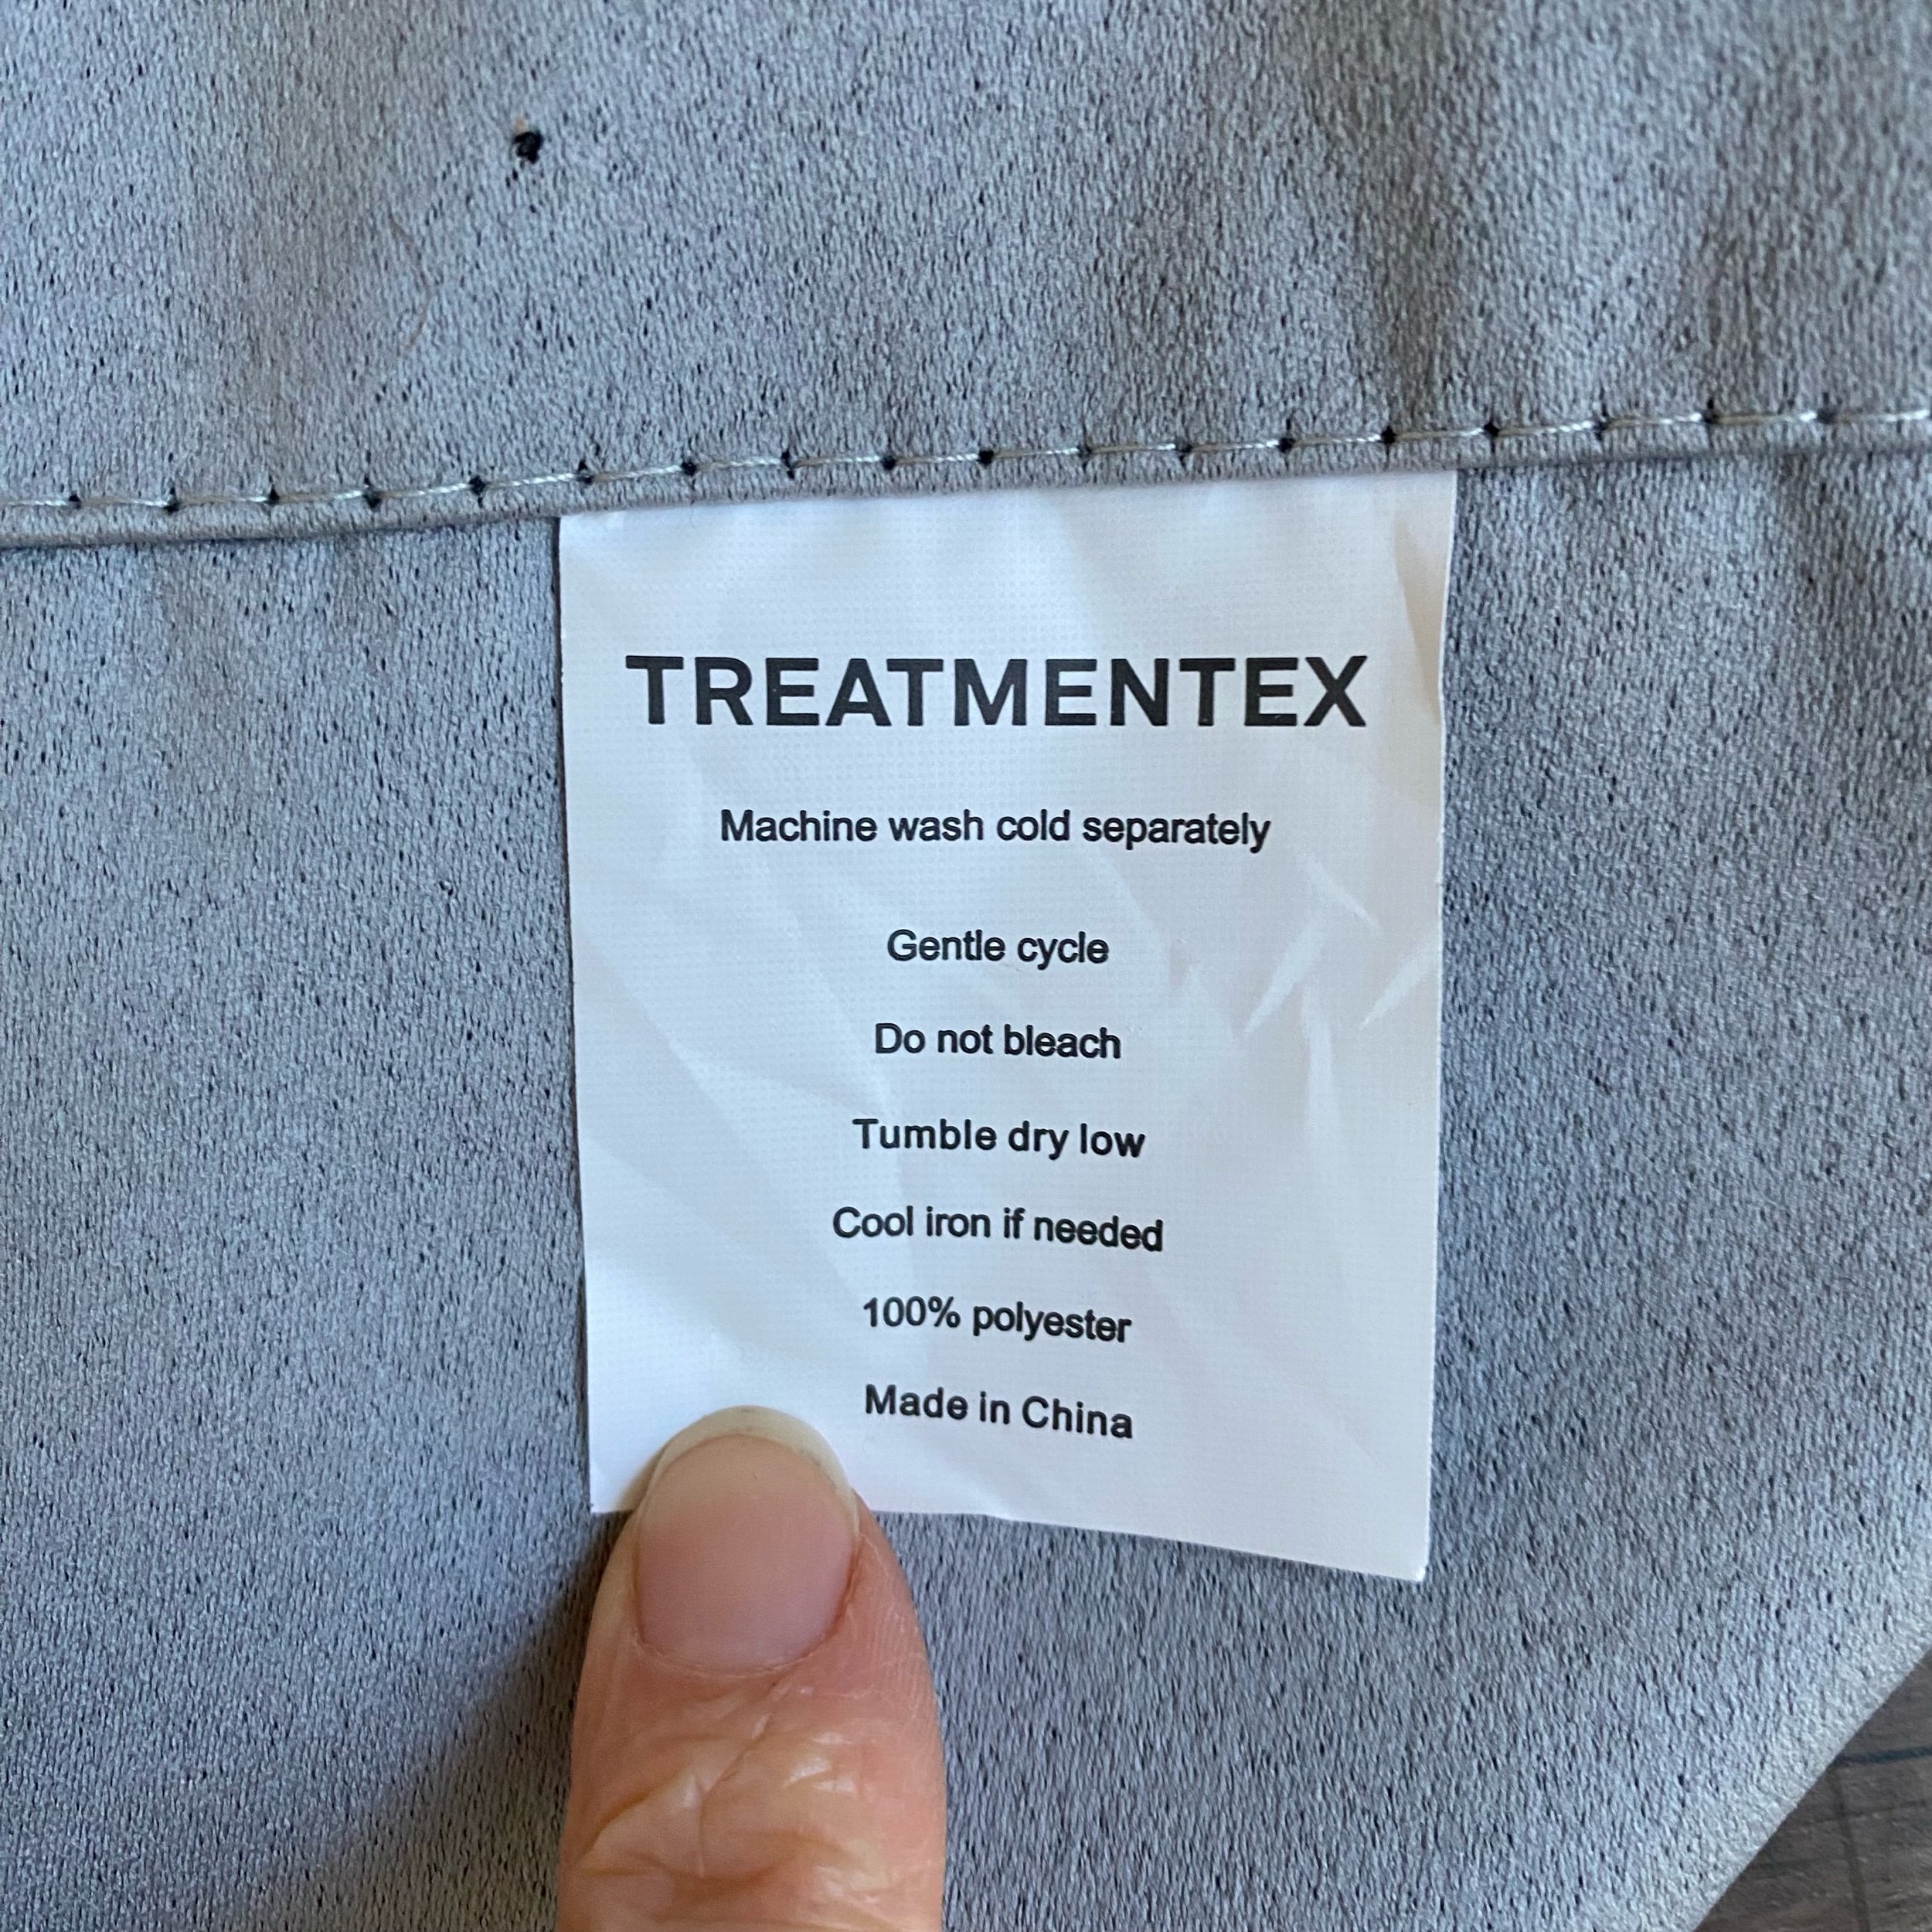 TREATMENTEX
Machine wash cold separately
Gentle cycle
Do not bleach
Tumble dry low
Cool iron if needed
100% polyester
Made in China